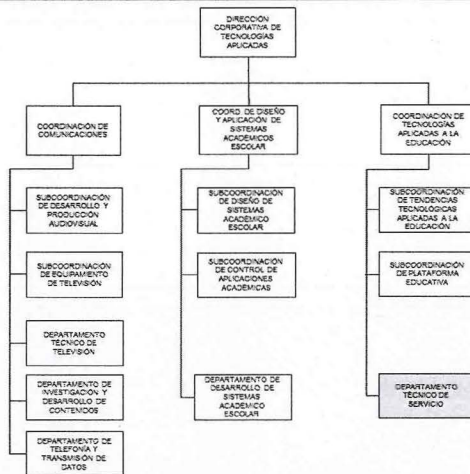 DIRECCIÓN
CORPORATIVA DE
TECNOLOGÍAS
APLICADAS
COORDINACIÓN DE
COMUNICACIONES
COORD DE DISEÑO
Y APLICACIÓN DE
SISTEMAS
ACADÉMICOS
ESCOLAR
COORDINACIÓN DE
TECNOLOGÍAS
APLICADAS A LA
EDUCACIÓN
SUBCOORDINACIÓN
DE DESARROLLO Y
PRODUCCIÓN
AUDIOVISUAL
SUBCOORDINACIÓN
DE DISEÑO DE
SISTEMAS
ACADÉMICO
ESCOLAR
SUBCOORDINACIÓN
DE TENDENCIAS
TECNOLÓGICAS
APLICADAS A LA
EDUCACIÓN
SUBCOORDINACIÓN
DE EQUIPAMENTO
DE TELEVISIÓN
SUBCOORDINACIÓN
DE CONTROL DE
APLICACIONES
ACADÉMICAS
SUBCOORDINACIÓN
DE PLATAFORMA
EDUCATIVA
DEPARTAMENTO
TÉCNICO DE
TELEVISIÓN
DEPARTAMENTO DE
INVESTIGACIÓN Y
DESARROLLO DE
CONTENIDOS
DEPARTAMENTO DE
DESARROLLO DE
SISTEMAS
ACADÉMICO
ESCOLAR
DEPARTAMENTO
TÉCNICO DE
SERVICIO
DEPARTAMENTO DE
TELEFONÍA Y
TRANSMISIÓN DE
DATOS